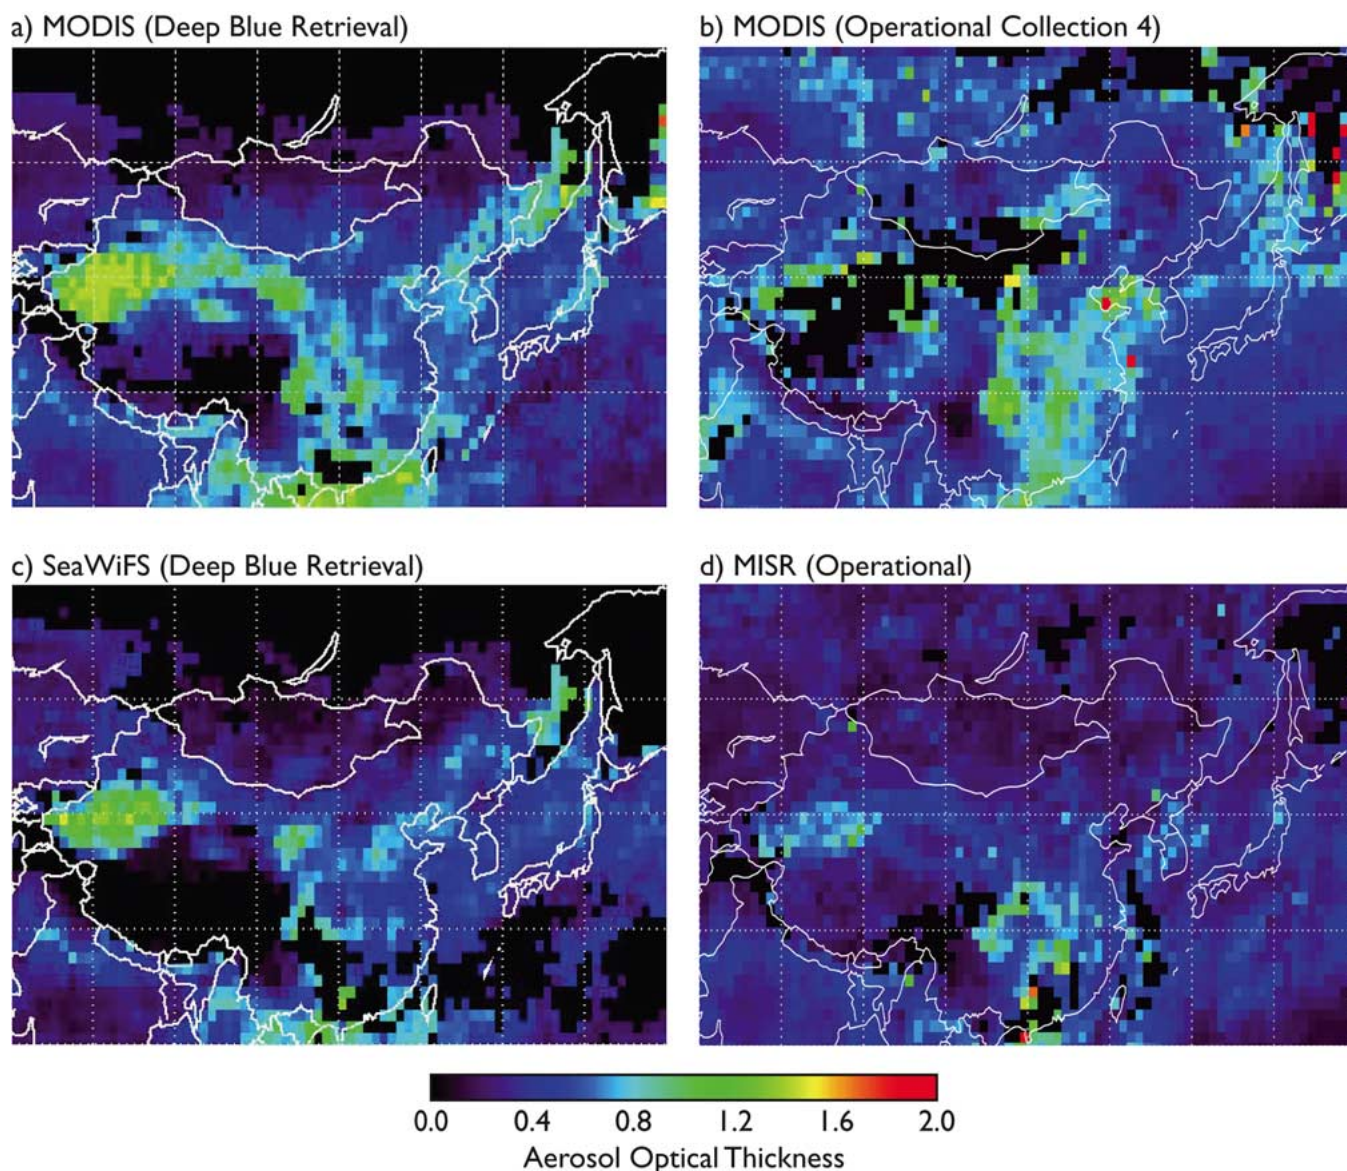 a) MODIS (Deep Blue Retrieval)
b) MODIS (Operational Collection 4)
c) SeaWiFS (Deep Blue Retrieval)
d) MISR (Operational)
0.0 0.4 0.8 1.2 1.6 2.0
Aerosol Optical Thickness